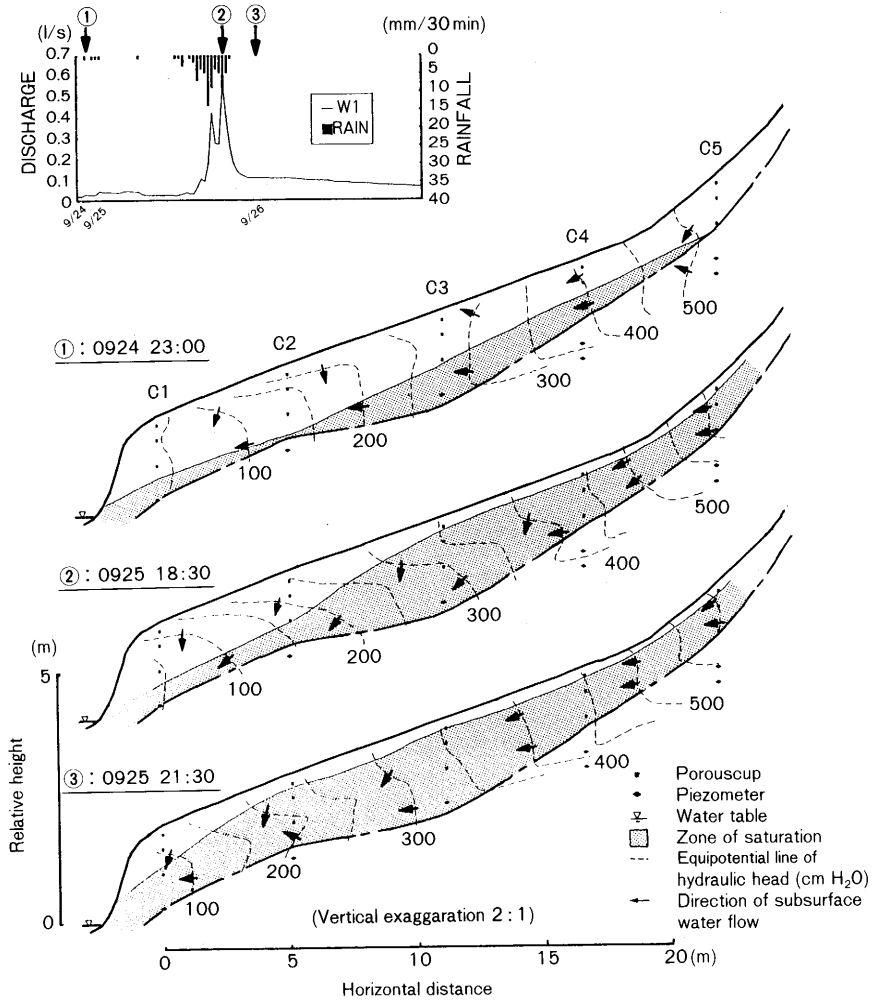 ① ② ③
(l/s) (mm/30 min)
0.7 0
0.6 5
0.5 10
0.4 15
0.3 20
0.2 25
0.1 30
0 35
40
DISCHARGE
RAINFALL
W1
RAIN
9/24
9/25
9/26
C5
C4
C3
C2
C1
①: 0924 23:00
100
200
300
400
500
②: 0925 18:30
100
200
300
400
500
③: 0925 21:30
100
200
300
400
500
(m)
5
0
Relative height
(Vertical exaggaration 2:1)
Porouscup
Piezometer
Water table
Zone of saturation
Equipotential line of
hydraulic head (cm H₂O)
Direction of subsurface
water flow
0 5 10 15 20 (m)
Horizontal distance